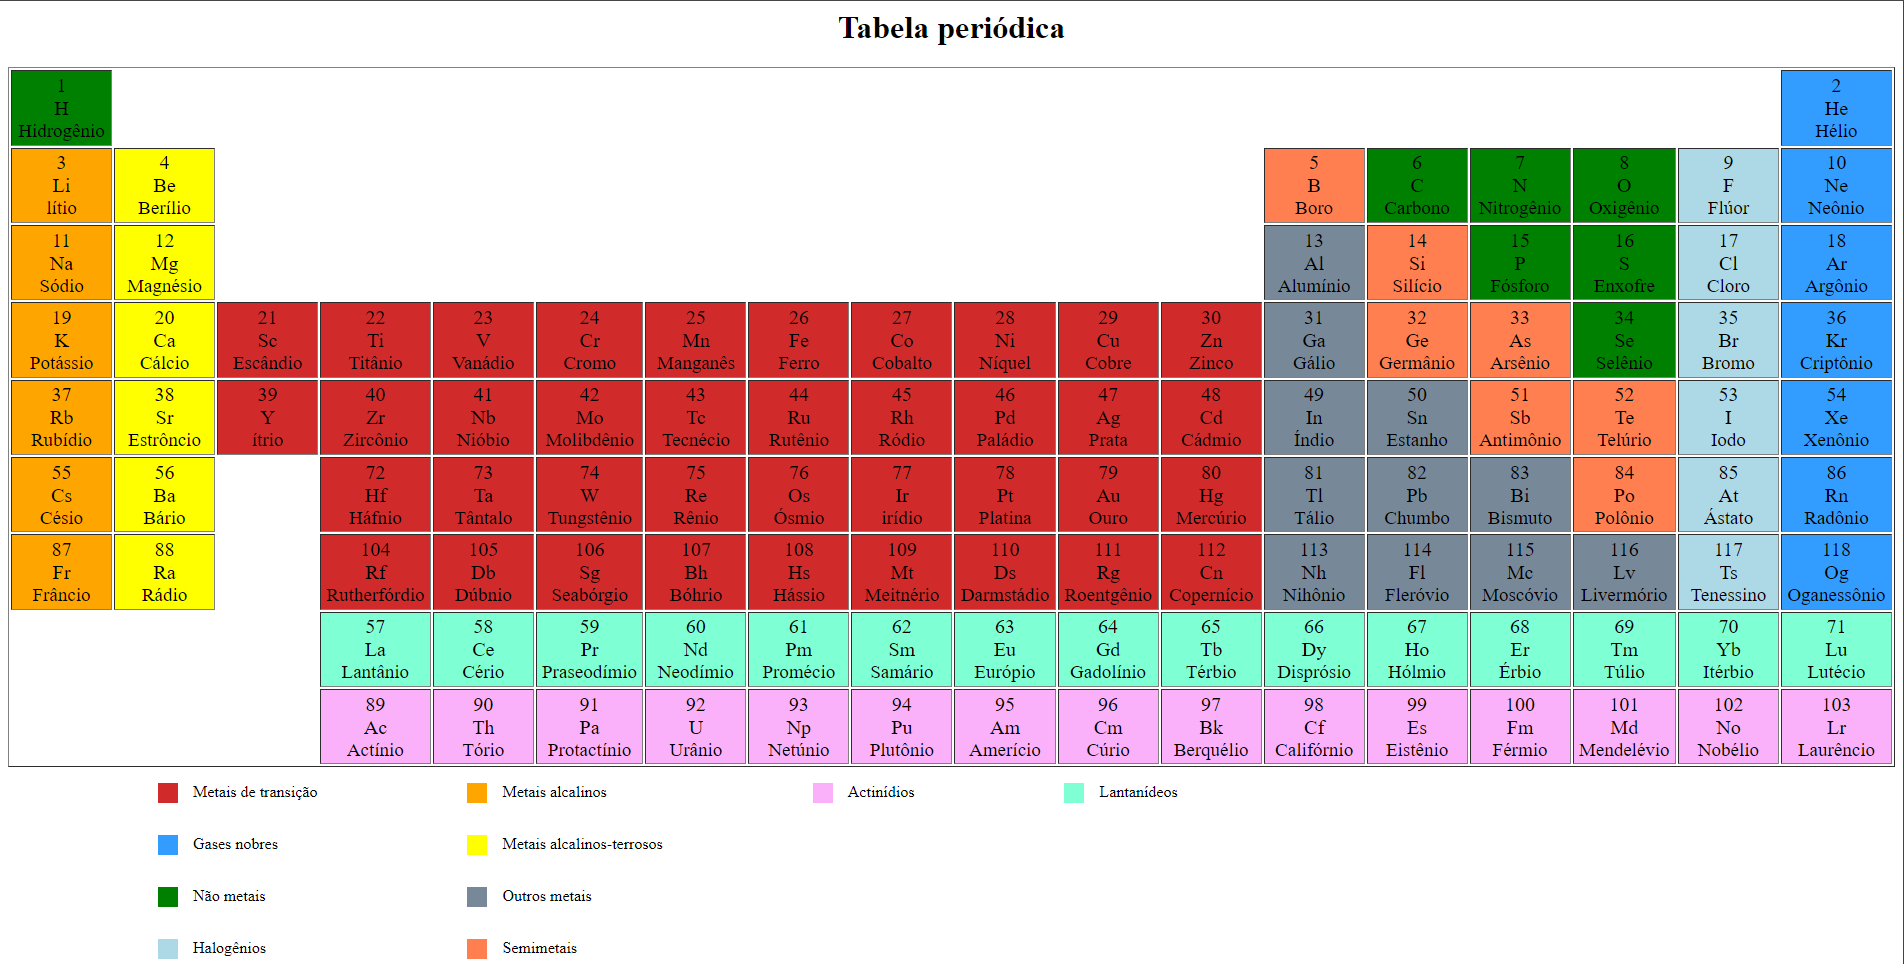 Tabela periódica
1 2
H He
Hidrogênio Hélio
3 4 5 6 7 8 9 10
Li Be B C N O F Ne
lítio Berílio Boro Carbono Nitrogênio Oxigênio Flúor Neônio
11 12 13 14 15 16 17 18
Na Mg Al Si P S Cl Ar
Sódio Magnésio Alumínio Silício Fósforo Enxofre Cloro Argônio
19 20 21 22 23 24 25 26 27 28 29 30 31 32 33 34 35 36
K Ca Sc Ti V Cr Mn Fe Co Ni Cu Zn Ga Ge As Se Br Kr
Potássio Cálcio Escândio Titânio Vanádio Cromo Manganês Ferro Cobalto Níquel Cobre Zinco Gálio Germânio Arsênio Selênio Bromo Criptônio
37 38 39 40 41 42 43 44 45 46 47 48 49 50 51 52 53 54
Rb Sr Y Zr Nb Mo Tc Ru Rh Pd Ag Cd In Sn Sb Te I Xe
Rubídio Estrôncio ítrio Zircônio Nióbio Molibdênio Tecnécio Rutênio Ródio Paládio Prata Cádmio Índio Estanho Antimônio Telúrio Iodo Xenônio
55 56 72 73 74 75 76 77 78 79 80 81 82 83 84 85 86
Cs Ba Hf Ta W Re Os Ir Pt Au Hg Tl Pb Bi Po At Rn
Césio Bário Háfnio Tântalo Tungstênio Rênio Ósmio irídio Platina Ouro Mercúrio Tálio Chumbo Bismuto Polônio Ástato Radônio
87 88 104 105 106 107 108 109 110 111 112 113 114 115 116 117 118
Fr Ra Rf Db Sg Bh Hs Mt Ds Rg Cn Nh Fl Mc Lv Ts Og
Frâncio Rádio Rutherfórdio Dúbnio Seabórgio Bóhrio Hássio Meitnério Darmstádio Roentgênio Copernício Nihônio Fleróvio Moscóvio Livermório Tenessino Oganessônio
57 58 59 60 61 62 63 64 65 66 67 68 69 70 71
La Ce Pr Nd Pm Sm Eu Gd Tb Dy Ho Er Tm Yb Lu
Lantânio Cério Praseodímio Neodímio Promécio Samário Európio Gadolínio Térbio Disprósio Hólmio Érbio Túlio Itérbio Lutécio
89 90 91 92 93 94 95 96 97 98 99 100 101 102 103
Ac Th Pa U Np Pu Am Cm Bk Cf Es Fm Md No Lr
Actínio Tório Protactínio Urânio Netúnio Plutônio Amerício Cúrio Berquélio Califórnio Eistênio Férmio Mendelévio Nobélio Laurêncio
Metais de transição Metais alcalinos Actinídios Lantanídeos
Gases nobres Metais alcalinos-terrosos
Não metais Outros metais
Halogênios Semimetais